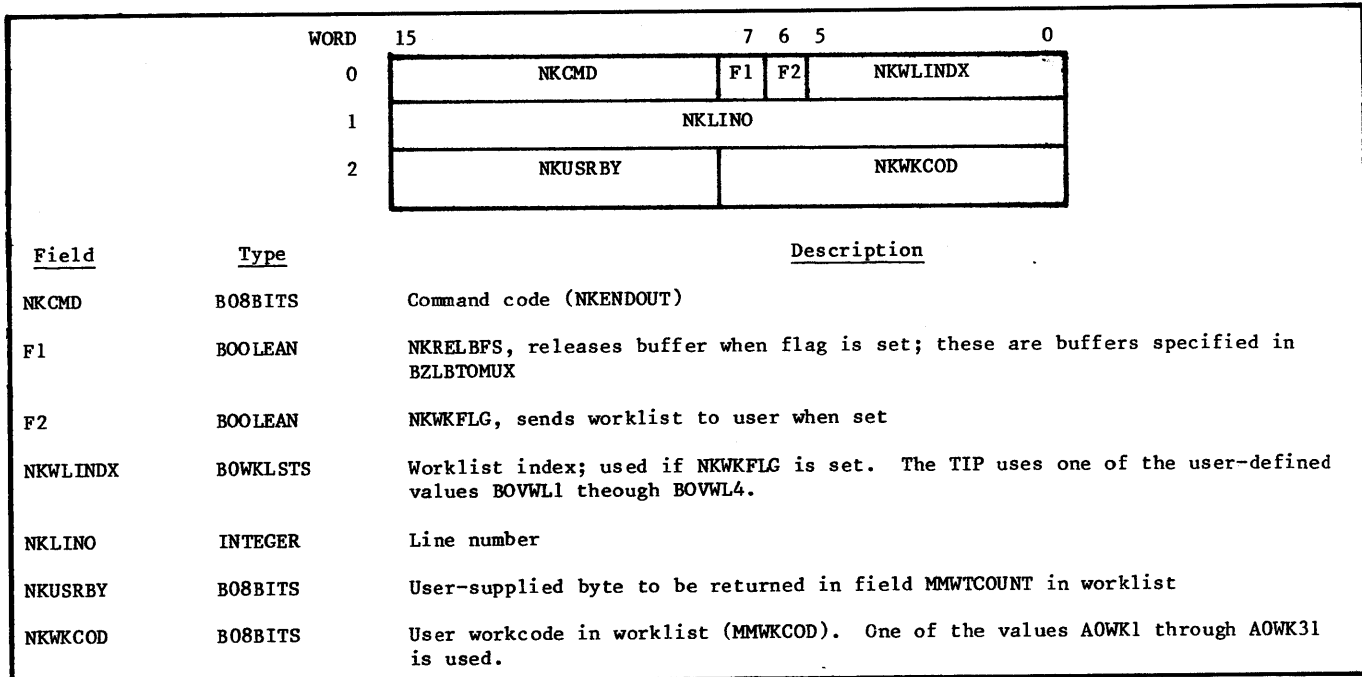 WORD 15 7 6 5 0
0 NKCMD F1 F2 NKWLINDX
1 NKLINO
2 NKUSRBY NKWKCOD
Field Type Description
NKCMD B08BITS Command code (NKENDOUT)
F1 BOOLEAN NKRELBFS, releases buffer when flag is set; these are buffers specified in
BZLBTOMUX
F2 BOOLEAN NKWKFLG, sends worklist to user when set
NKWLINDX BOWKLSTS Worklist index; used if NKWKFLG is set. The TIP uses one of the user-defined
values BOVWL1 theough BOVWL4.
NKLINO INTEGER Line number
NKUSRBY B08BITS User-supplied byte to be returned in field MMWTCOUNT in worklist
NKWKCOD B08BITS User workcode in worklist (MMWKCOD). One of the values AOWK1 through AOWK31
is used.